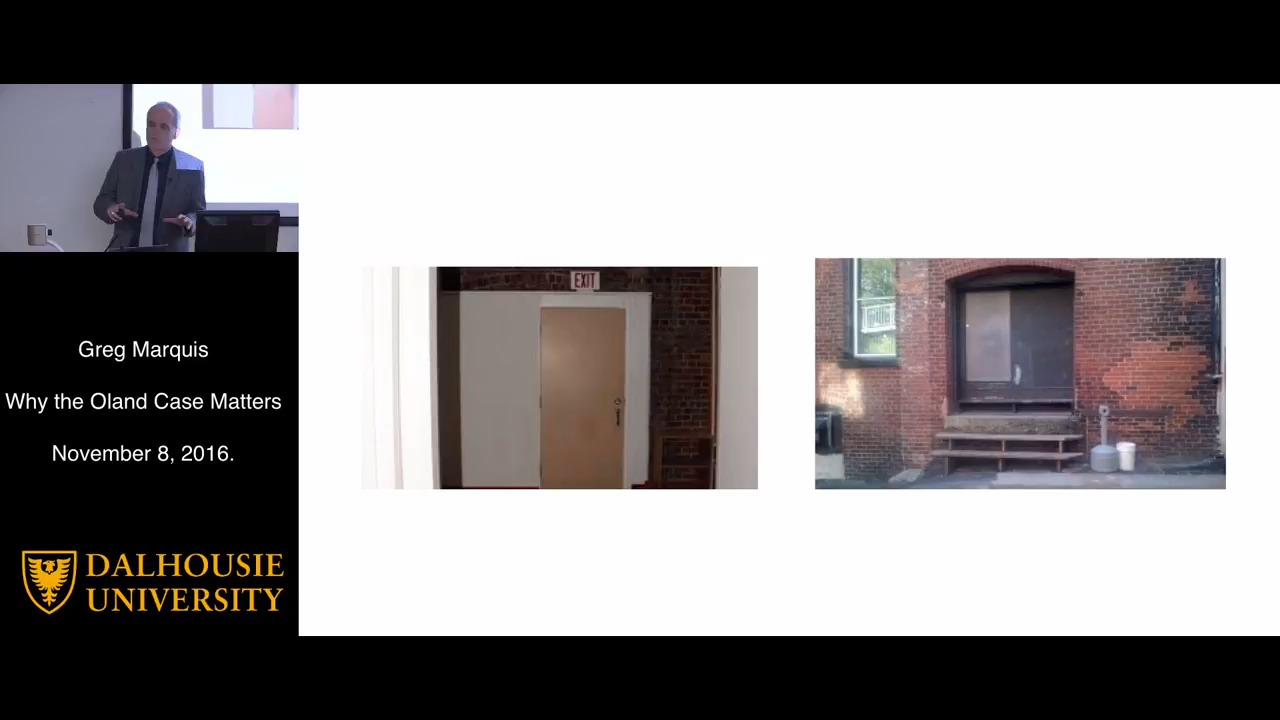 Greg Marquis
Why the Oland Case Matters
November 8, 2016.
DALHOUSIE
UNIVERSITY
EXIT